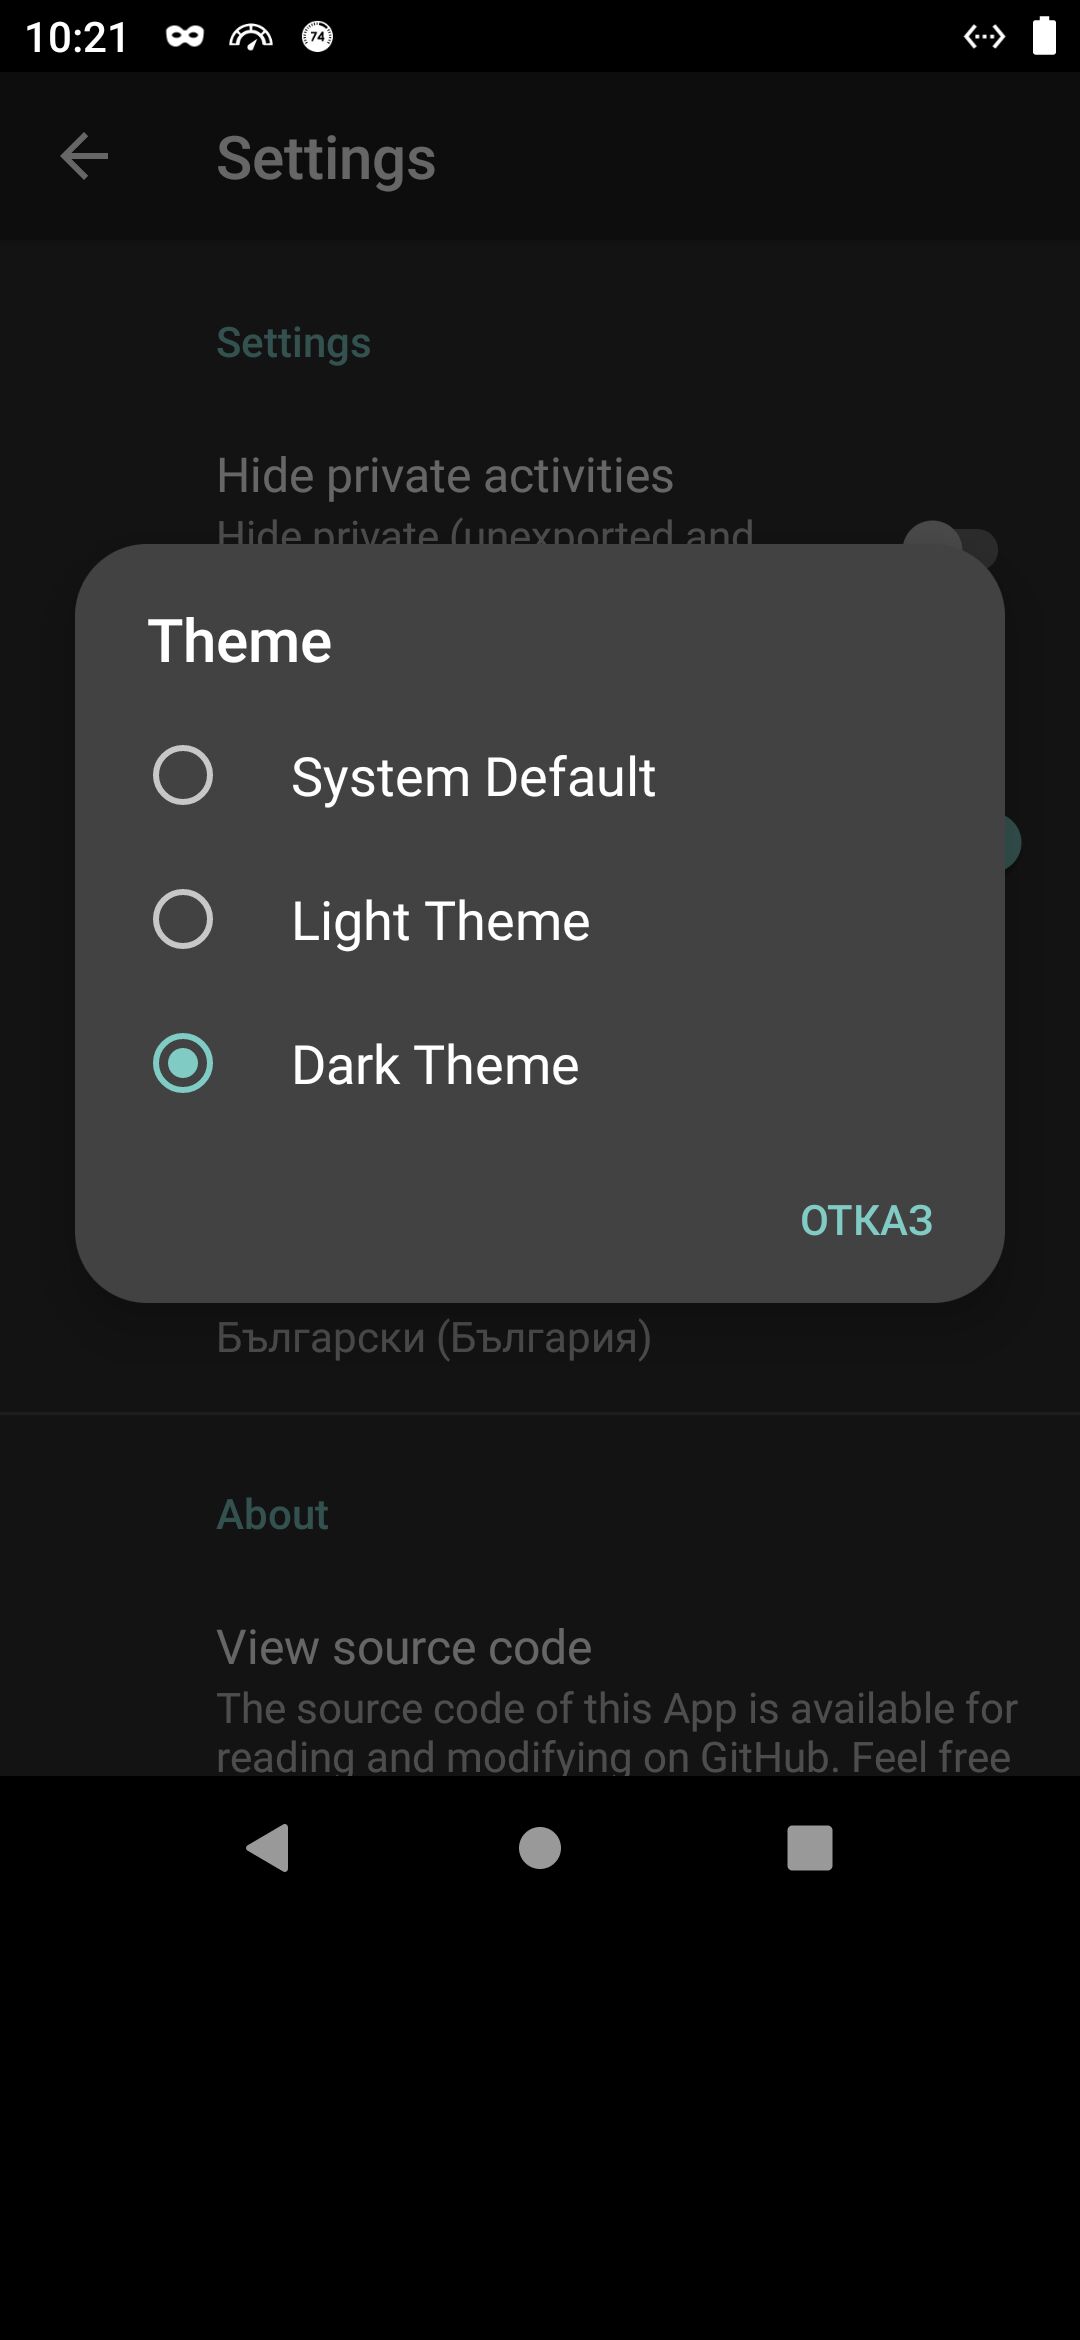 10:21
74
Settings
Settings
Hide private activities
Hide private (unexported and
Theme
System Default
Light Theme
Dark Theme
ОТКАЗ
Български (България)
About
View source code
The source code of this App is available for
reading and modifying on GitHub. Feel free